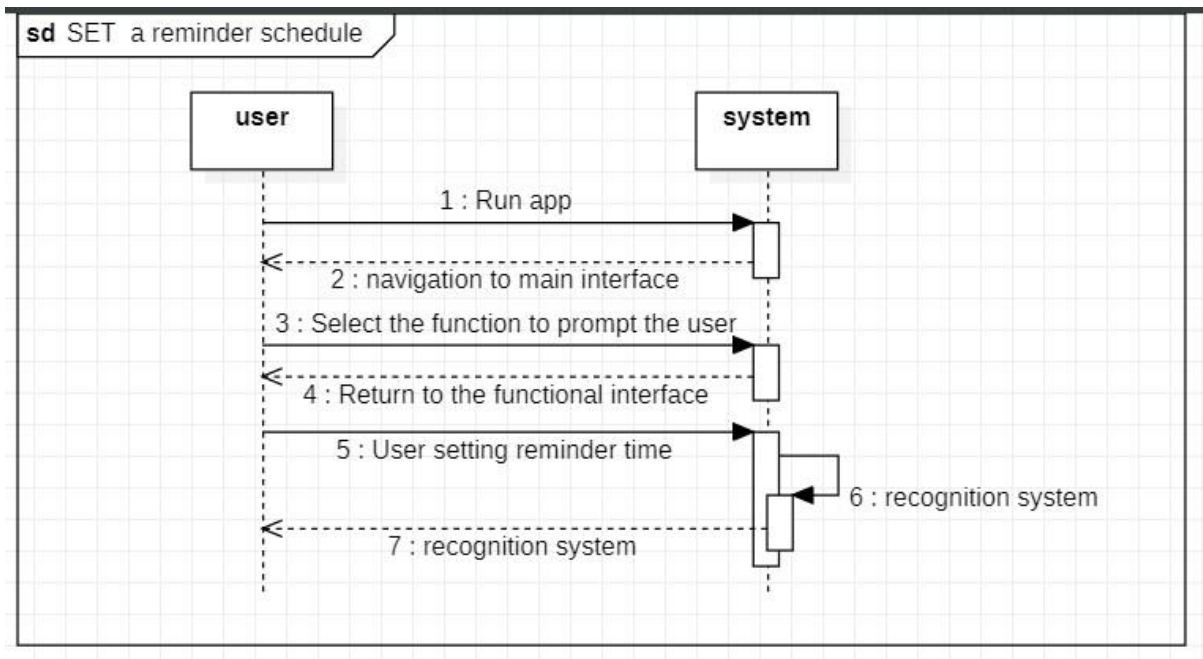 sd SET a reminder schedule
user
system
1 : Run app
2 : navigation to main interface
3 : Select the function to prompt the user
4 : Return to the functional interface
5 : User setting reminder time
6 : recognition system
7 : recognition system